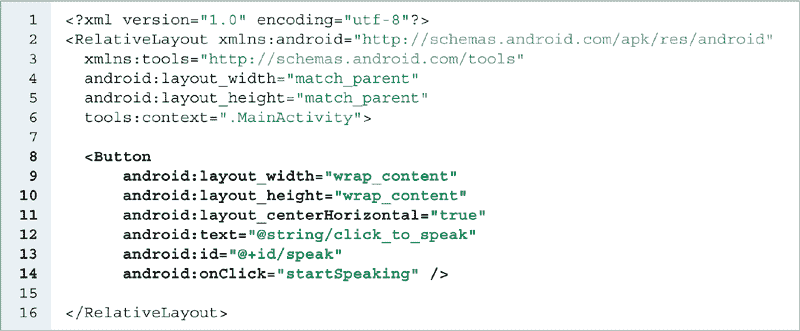 1 <?xml version="1.0" encoding="utf-8"?>
2 <RelativeLayout xmlns:android="http://schemas.android.com/apk/res/android"
3 xmlns:tools="http://schemas.android.com/tools"
4 android:layout_width="match_parent"
5 android:layout_height="match_parent"
6 tools:context=".MainActivity">
7
8 <Button
9 android:layout_width="wrap_content"
10 android:layout_height="wrap_content"
11 android:layout_centerHorizontal="true"
12 android:text="@string/click_to_speak"
13 android:id="@+id/speak"
14 android:onClick="startSpeaking" />
15
16 </RelativeLayout>